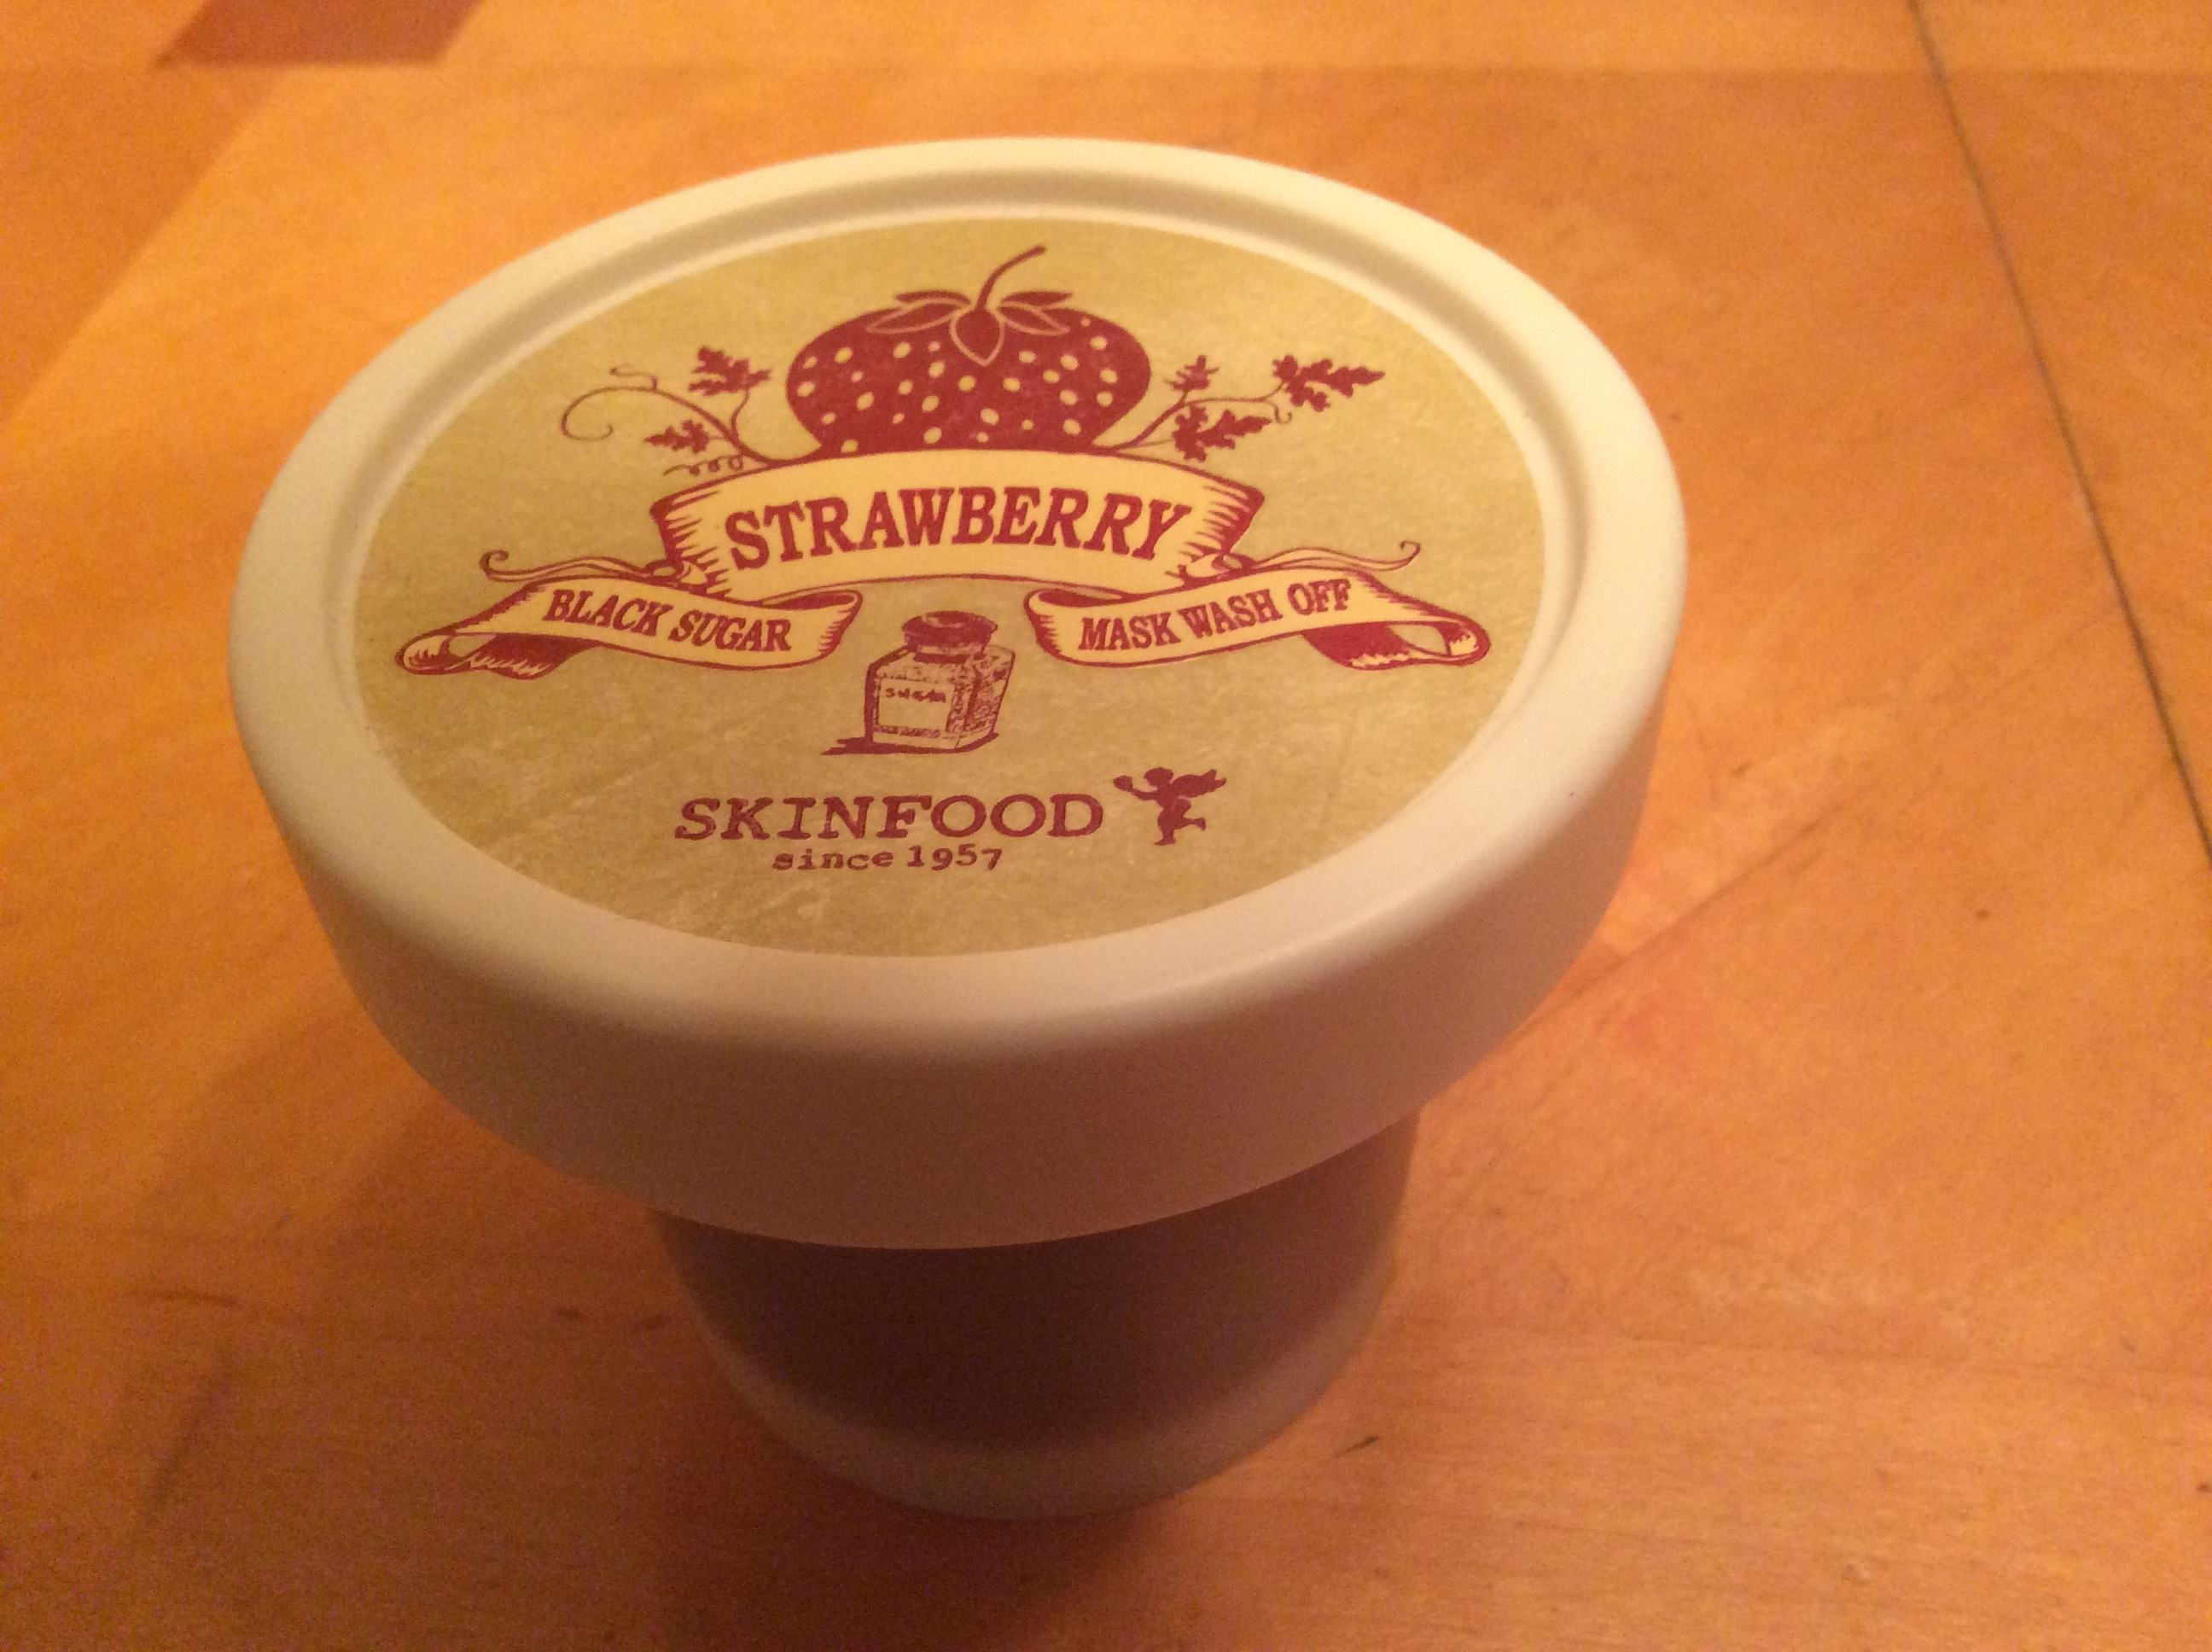 STRAWBERRY
BLACK SUGAR
MASK WASH OFF
SUGAR
SKINFOOD
since 1957